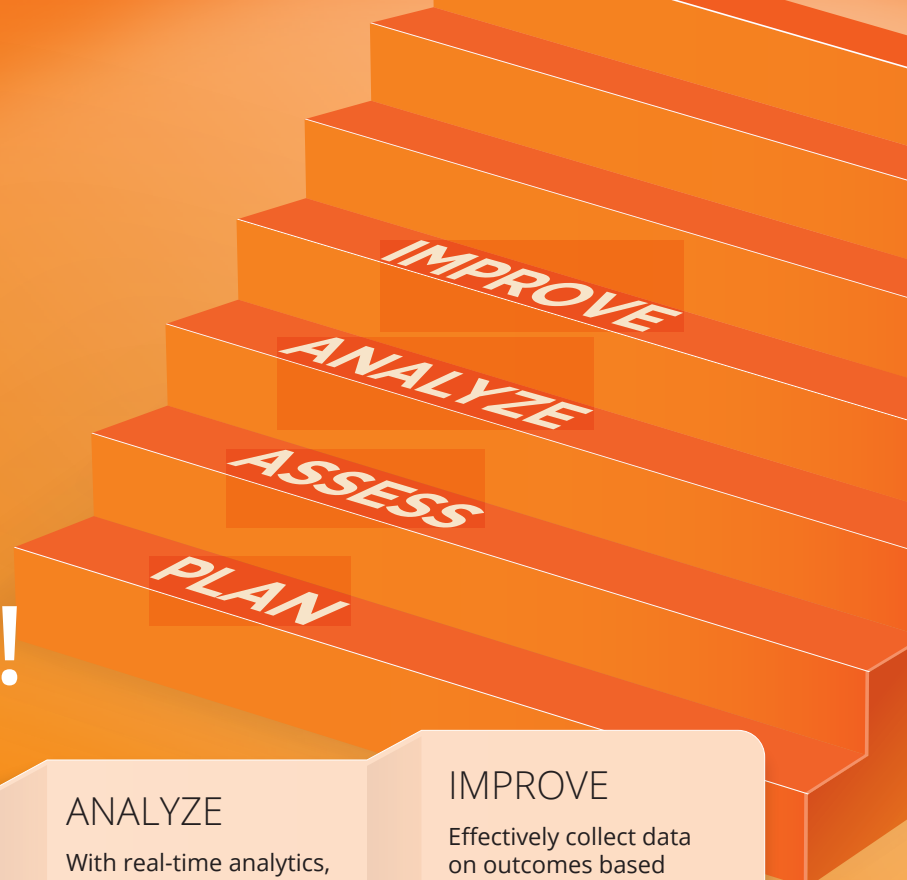 IMPROVE
ANALYZE
ASSESS
PLAN
!
ANALYZE
With real-time analytics,
IMPROVE
Effectively collect data
on outcomes based